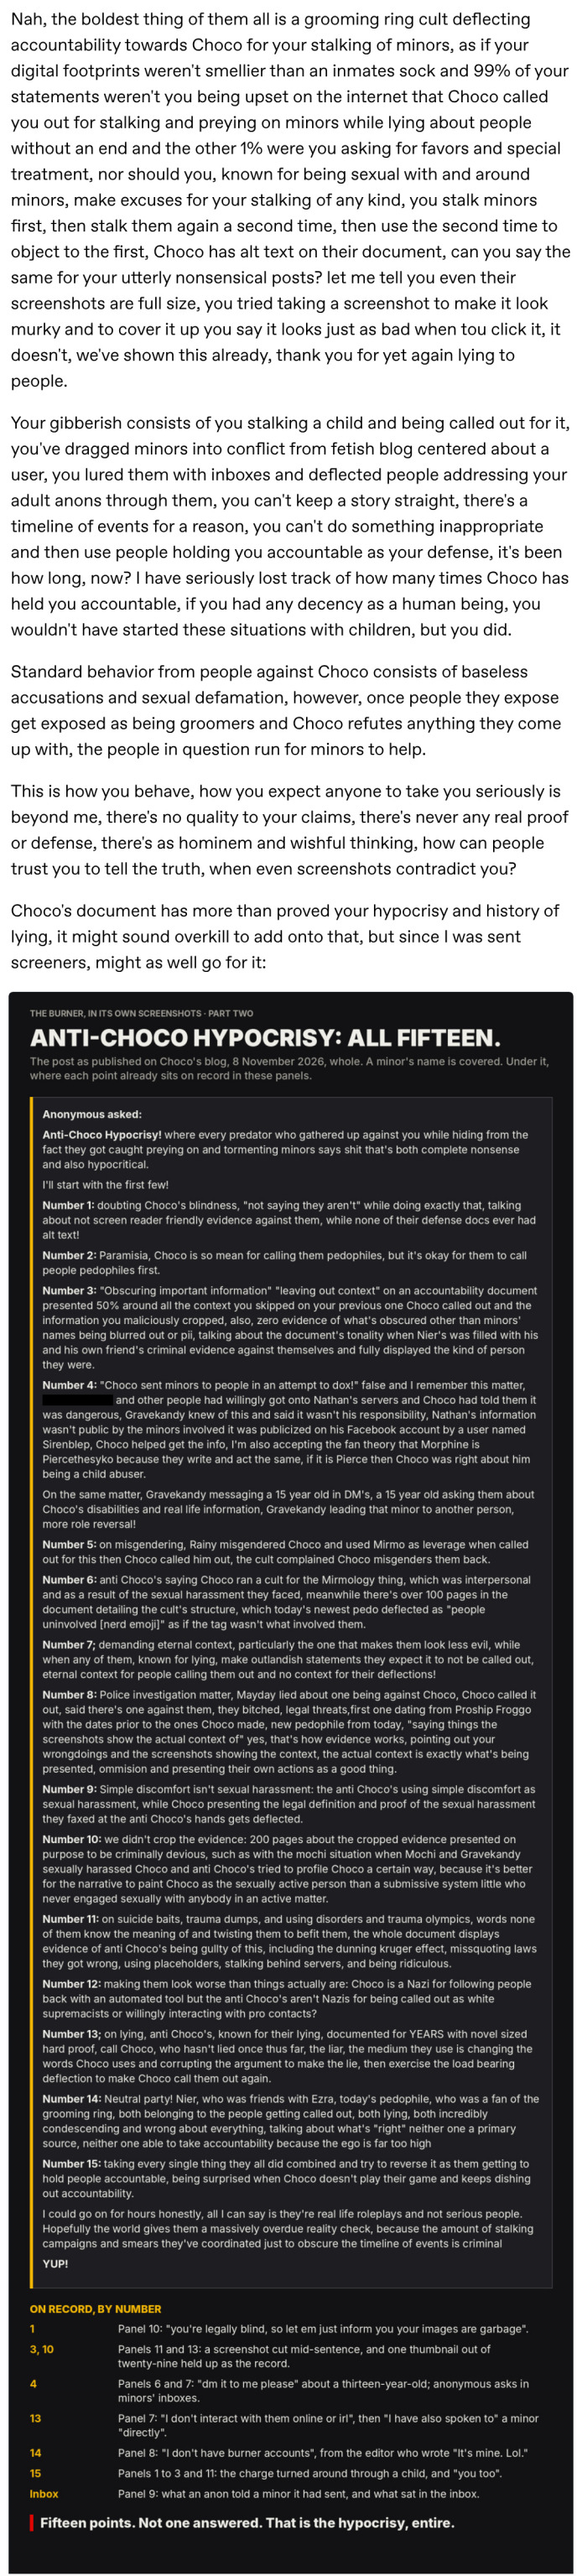 Nah, the boldest thing of them all is a grooming ring cult deflecting
accountability towards Choco for your stalking of minors, as if your
digital footprints weren't smellier than an inmates sock and 99% of your
statements weren't you being upset on the internet that Choco called
you out for stalking and preying on minors while lying about people
without an end and the other 1% were you asking for favors and special
treatment, nor should you, known for being sexual with and around
minors, make excuses for your stalking of any kind, you stalk minors
first, then stalk them again a second time, then use the second time to
object to the first, Choco has alt text on their document, can you say the
same for your utterly nonsensical posts? let me tell you even their
screenshots are full size, you tried taking a screenshot to make it look
murky and to cover it up you say it looks just as bad when tou click it, it
doesn't, we've shown this already, thank you for yet again lying to
people.
Your gibberish consists of you stalking a child and being called out for it,
you've dragged minors into conflict from fetish blog centered about a
user, you lured them with inboxes and deflected people addressing your
adult anons through them, you can't keep a story straight, there's a
timeline of events for a reason, you can't do something inappropriate
and then use people holding you accountable as your defense, it's been
how long, now? I have seriously lost track of how many times Choco has
held you accountable, if you had any decency as a human being, you
wouldn't have started these situations with children, but you did.
Standard behavior from people against Choco consists of baseless
accusations and sexual defamation, however, once people they expose
get exposed as being groomers and Choco refutes anything they come
up with, the people in question run for minors to help.
This is how you behave, how you expect anyone to take you seriously is
beyond me, there's no quality to your claims, there's never any real proof
or defense, there's as hominem and wishful thinking, how can people
trust you to tell the truth, when even screenshots contradict you?
Choco's document has more than proved your hypocrisy and history of
lying, it might sound overkill to add onto that, but since I was sent
screeners, might as well go for it:
THE BURNER, IN ITS OWN SCREENSHOTS · PART TWO
ANTI-CHOCO HYPOCRISY: ALL FIFTEEN.
The post as published on Choco's blog, 8 November 2026, whole. A minor's name is covered. Under it,
where each point already sits on record in these panels.
Anonymous asked:
Anti-Choco Hypocrisy! where every predator who gathered up against you while hiding from the
fact they got caught preying on and tormenting minors says shit that's both complete nonsense
and also hypocritical.
I'll start with the first few!
Number 1: doubting Choco's blindness, "not saying they aren't" while doing exactly that, talking
about not screen reader friendly evidence against them, while none of their defense docs ever had
alt text!
Number 2: Paramisia, Choco is so mean for calling them pedophiles, but it's okay for them to call
people pedophiles first.
Number 3: "Obscuring important information" "leaving out context" on an accountability document
presented 50% around all the context you skipped on your previous one Choco called out and the
information you maliciously cropped, also, zero evidence of what's obscured other than minors'
names being blurred out or pii, talking about the document's tonality when Nier's was filled with his
and his own friend's criminal evidence against themselves and fully displayed the kind of person
they were.
Number 4: "Choco sent minors to people in an attempt to dox!" false and I remember this matter,
and other people had willingly got onto Nathan's servers and Choco had told them it
was dangerous, Gravekandy knew of this and said it wasn't his responsibility, Nathan's information
wasn't public by the minors involved it was publicized on his Facebook account by a user named
Sirenblep, Choco helped get the info, I'm also accepting the fan theory that Morphine is
Piercethesyko because they write and act the same, if it is Pierce then Choco was right about him
being a child abuser.
On the same matter, Gravekandy messaging a 15 year old in DM's, a 15 year old asking them about
Choco's disabilities and real life information, Gravekandy leading that minor to another person,
more role reversal!
Number 5: on misgendering, Rainy misgendered Choco and used Mirmo as leverage when called
out for this then Choco called him out, the cult complained Choco misgenders them back.
Number 6: anti Choco's saying Choco ran a cult for the Mirmology thing, which was interpersonal
and as a result of the sexual harassment they faced, meanwhile there's over 100 pages in the
document detailing the cult's structure, which today's newest pedo deflected as "people
uninvolved [nerd emoji]" as if the tag wasn't what involved them.
Number 7; demanding eternal context, particularly the one that makes them look less evil, while
when any of them, known for lying, make outlandish statements they expect it to not be called out,
eternal context for people calling them out and no context for their deflections!
Number 8: Police investigation matter, Mayday lied about one being against Choco, Choco called it
out, said there's one against them, they bitched, legal threats,first one dating from Proship Froggo
with the dates prior to the ones Choco made, new pedophile from today, "saying things the
screenshots show the actual context of" yes, that's how evidence works, pointing out your
wrongdoings and the screenshots showing the context, the actual context is exactly what's being
presented, ommision and presenting their own actions as a good thing.
Number 9: Simple discomfort isn't sexual harassment: the anti Choco's using simple discomfort as
sexual harassment, while Choco presenting the legal definition and proof of the sexual harassment
they faxed at the anti Choco's hands gets deflected.
Number 10: we didn't crop the evidence: 200 pages about the cropped evidence presented on
purpose to be criminally devious, such as with the mochi situation when Mochi and Gravekandy
sexually harassed Choco and anti Choco's tried to profile Choco a certain way, because it's better
for the narrative to paint Choco as the sexually active person than a submissive system little who
never engaged sexually with anybody in an active matter.
Number 11: on suicide baits, trauma dumps, and using disorders and trauma olympics, words none
of them know the meaning of and twisting them to befit them, the whole document displays
evidence of anti Choco's being guilty of this, including the dunning kruger effect, missquoting laws
they got wrong, using placeholders, stalking behind servers, and being ridiculous.
Number 12: making them look worse than things actually are: Choco is a Nazi for following people
back with an automated tool but the anti Choco's aren't Nazis for being called out as white
supremacists or willingly interacting with pro contacts?
Number 13; on lying, anti Choco's, known for their lying, documented for YEARS with novel sized
hard proof, call Choco, who hasn't lied once thus far, the liar, the medium they use is changing the
words Choco uses and corrupting the argument to make the lie, then exercise the load bearing
deflection to make Choco call them out again.
Number 14: Neutral party! Nier, who was friends with Ezra, today's pedophile, who was a fan of the
grooming ring, both belonging to the people getting called out, both lying, both incredibly
condescending and wrong about everything, talking about what's "right" neither one a primary
source, neither one able to take accountability because the ego is far too high
Number 15: taking every single thing they all did combined and try to reverse it as them getting to
hold people accountable, being surprised when Choco doesn't play their game and keeps dishing
out accountability.
I could go on for hours honestly, all I can say is they're real life roleplays and not serious people.
Hopefully the world gives them a massively overdue reality check, because the amount of stalking
campaigns and smears they've coordinated just to obscure the timeline of events is criminal
YUP!
ON RECORD, BY NUMBER
1 Panel 10: "you're legally blind, so let em just inform you your images are garbage".
3, 10 Panels 11 and 13: a screenshot cut mid-sentence, and one thumbnail out of
twenty-nine held up as the record.
4 Panels 6 and 7: "dm it to me please" about a thirteen-year-old; anonymous asks in
minors' inboxes.
13 Panel 7: "I don't interact with them online or irl", then "I have also spoken to" a minor
"directly".
14 Panel 8: "I don't have burner accounts", from the editor who wrote "It's mine. Lol."
15 Panels 1 to 3 and 11: the charge turned around through a child, and "you too".
Inbox Panel 9: what an anon told a minor it had sent, and what sat in the inbox.
Fifteen points. Not one answered. That is the hypocrisy, entire.